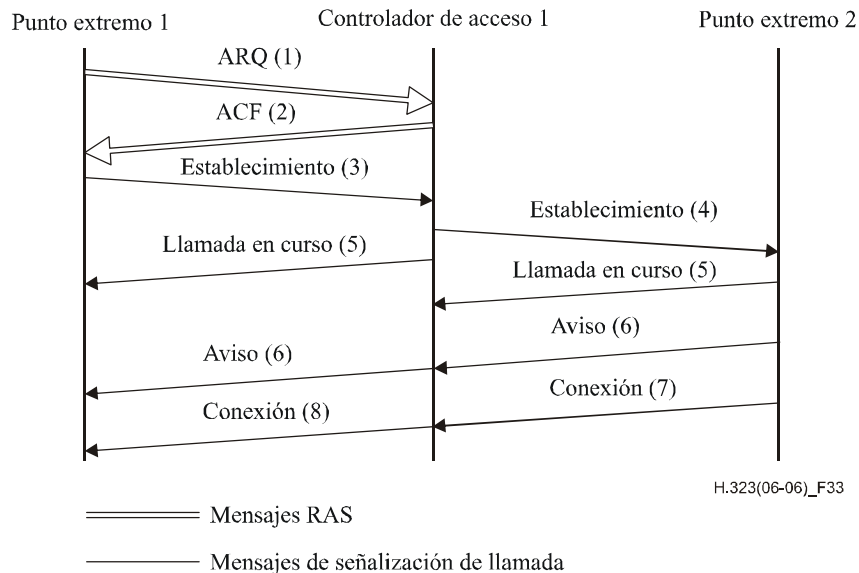 Punto extremo 1
Controlador de acceso 1
Punto extremo 2
ARQ (1)
ACF (2)
Establecimiento (3)
Establecimiento (4)
Llamada en curso (5)
Llamada en curso (5)
Aviso (6)
Aviso (6)
Conexión (7)
Conexión (8)
H.323(06-06)_F33
Mensajes RAS
Mensajes de señalización de llamada